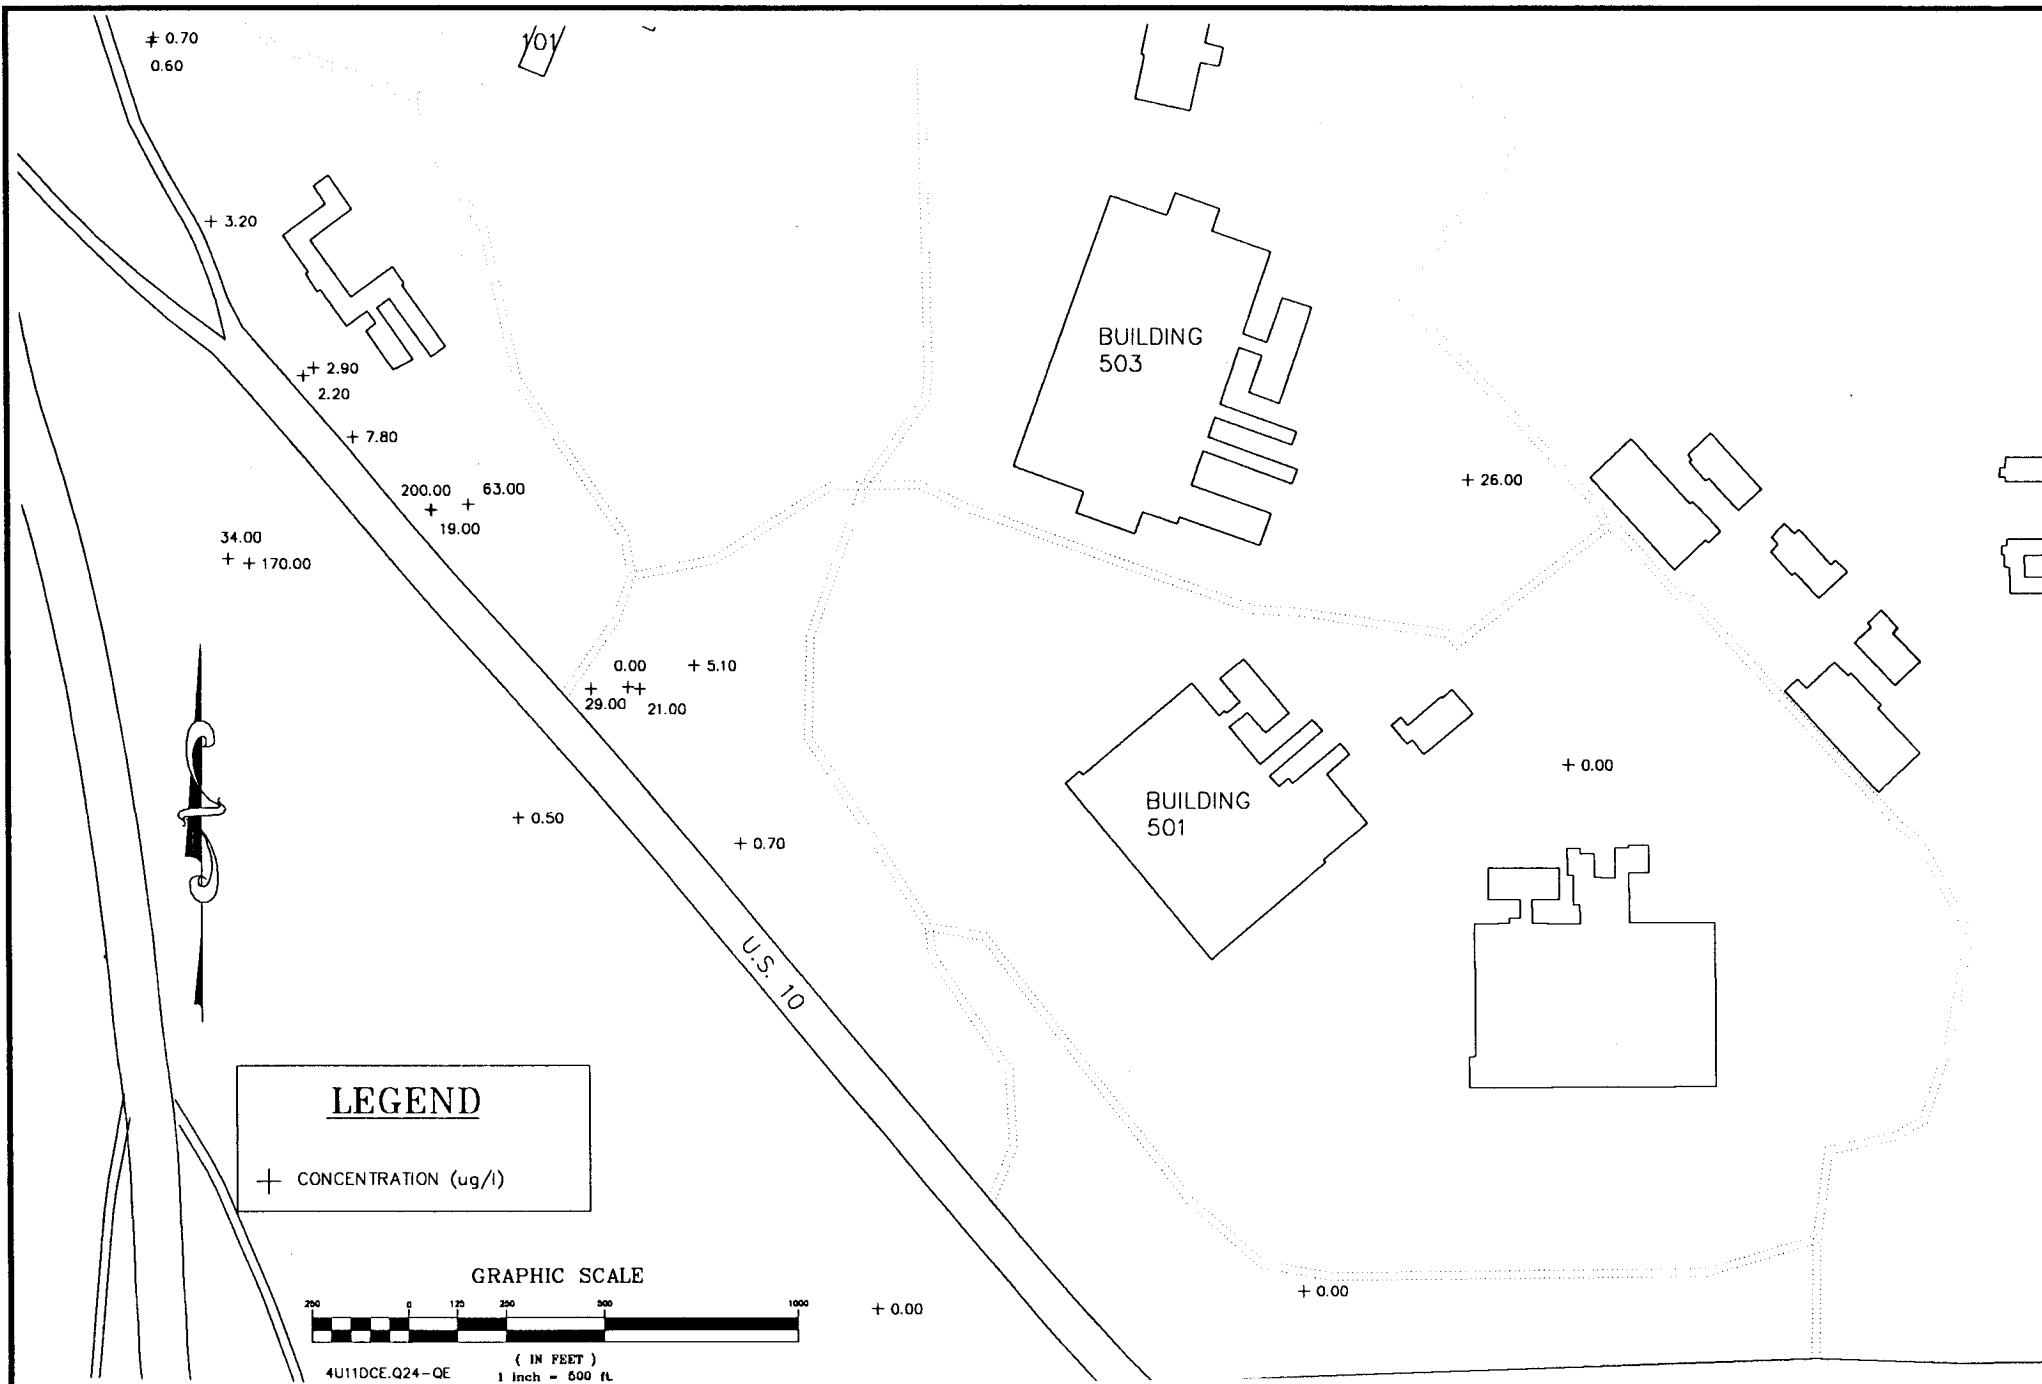 + 0.70
0.60
101
+ 3.20
BUILDING
503
+ 2.90
2.20
+ 7.80
200.00
63.00
19.00
+ 26.00
34.00
+ 170.00
0.00
+ 5.10
29.00
21.00
+ 0.00
BUILDING
501
+ 0.50
+ 0.70
U.S. 10
LEGEND
+ CONCENTRATION (ug/l)
GRAPHIC SCALE
250 0 125 250 500 1000
+ 0.00
+ 0.00
( IN FEET )
4U11DCE.Q24-QE
1 inch = 500 ft.